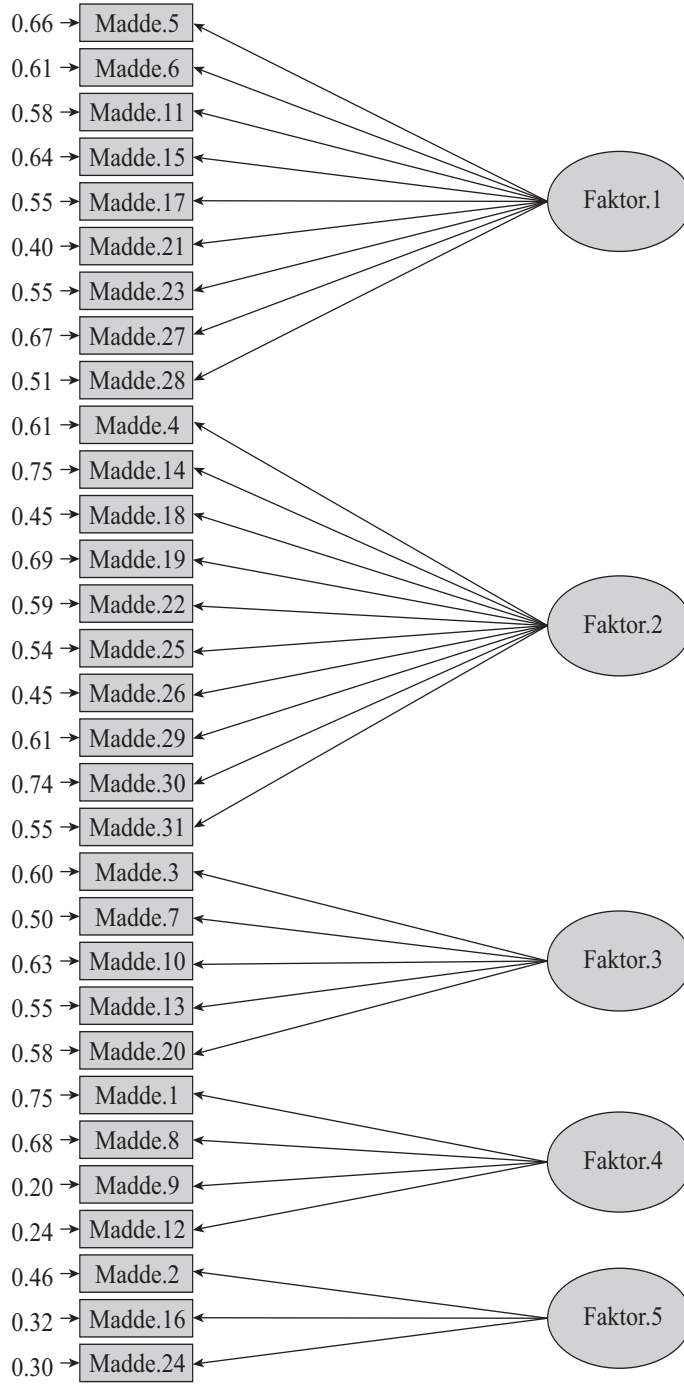 0.66 Madde.5
0.61 Madde.6
0.58 Madde.11
0.64 Madde.15
0.55 Madde.17 Faktor.1
0.40 Madde.21
0.55 Madde.23
0.67 Madde.27
0.51 Madde.28
0.61 Madde.4
0.75 Madde.14
0.45 Madde.18
0.69 Madde.19
0.59 Madde.22 Faktor.2
0.54 Madde.25
0.45 Madde.26
0.61 Madde.29
0.74 Madde.30
0.55 Madde.31
0.60 Madde.3
0.50 Madde.7
0.63 Madde.10 Faktor.3
0.55 Madde.13
0.58 Madde.20
0.75 Madde.1
0.68 Madde.8 Faktor.4
0.20 Madde.9
0.24 Madde.12
0.46 Madde.2
0.32 Madde.16 Faktor.5
0.30 Madde.24